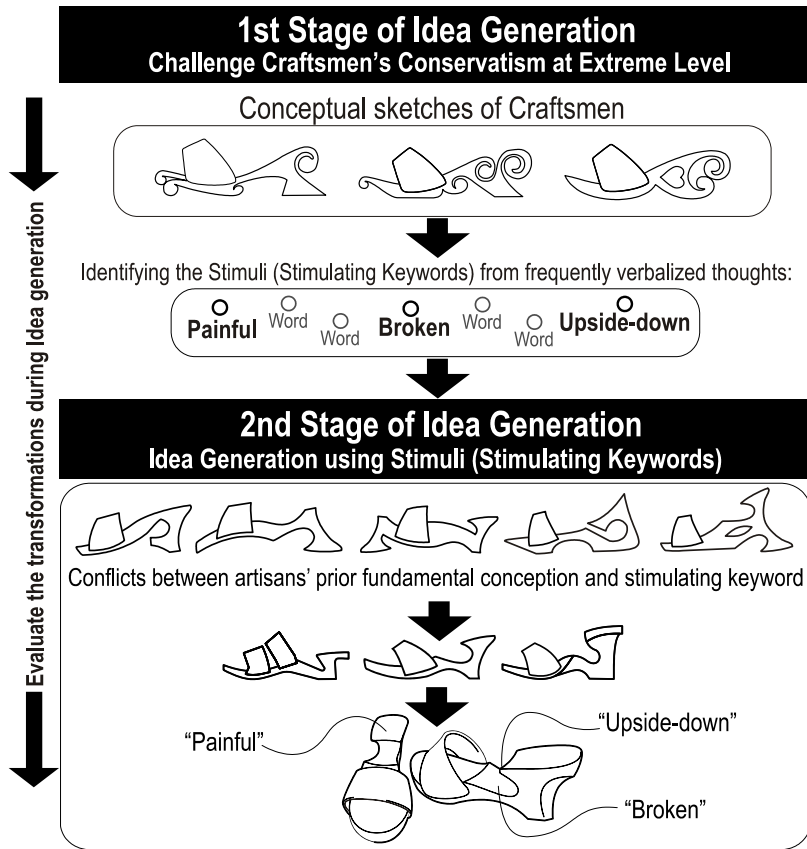 1st Stage of Idea Generation
Challenge Craftsmen's Conservatism at Extreme Level
Conceptual sketches of Craftsmen
Identifying the Stimuli (Stimulating Keywords) from frequently verbalized thoughts:
Painful Word Word Broken Word Word Upside-down
2nd Stage of Idea Generation
Idea Generation using Stimuli (Stimulating Keywords)
Conflicts between artisans' prior fundamental conception and stimulating keyword
"Painful"
"Upside-down"
"Broken"
Evaluate the transformations during Idea generation